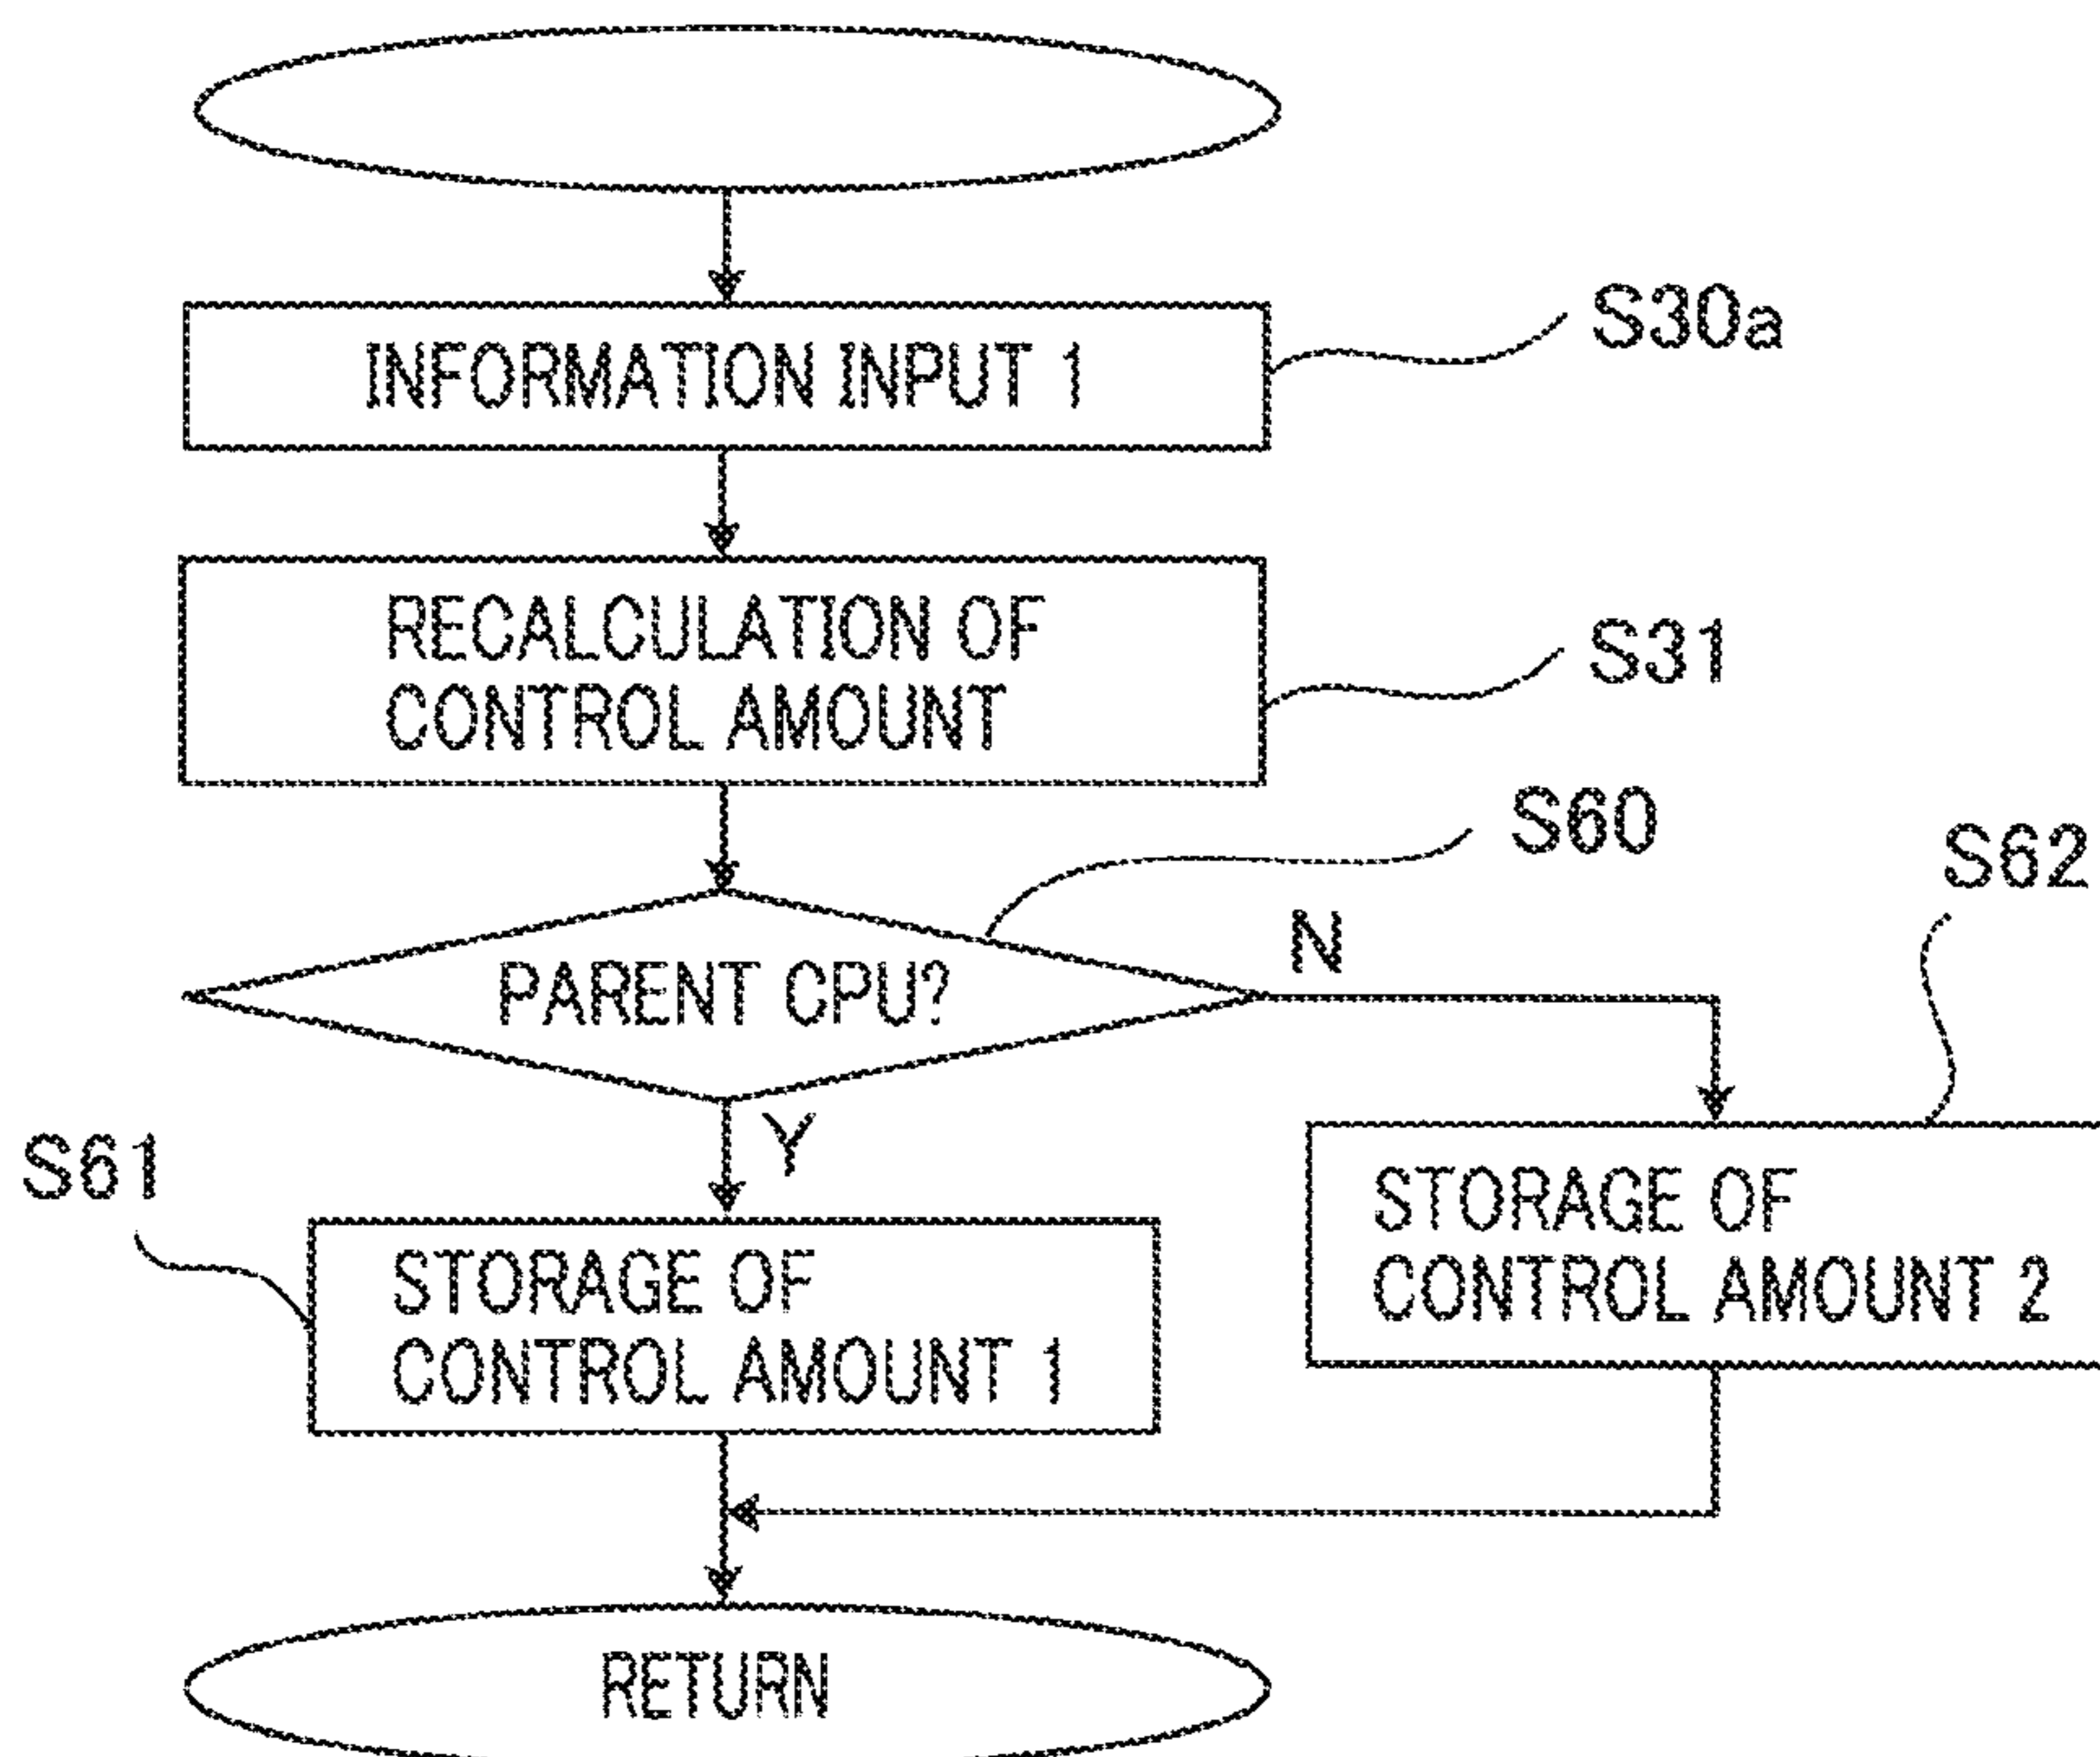 INFORMATION INPUT 1
S30a
RECALCULATION OF
CONTROL AMOUNT
S31
S60
PARENT CPU?
N
S62
Y
S61
STORAGE OF
CONTROL AMOUNT 1
STORAGE OF
CONTROL AMOUNT 2
RETURN